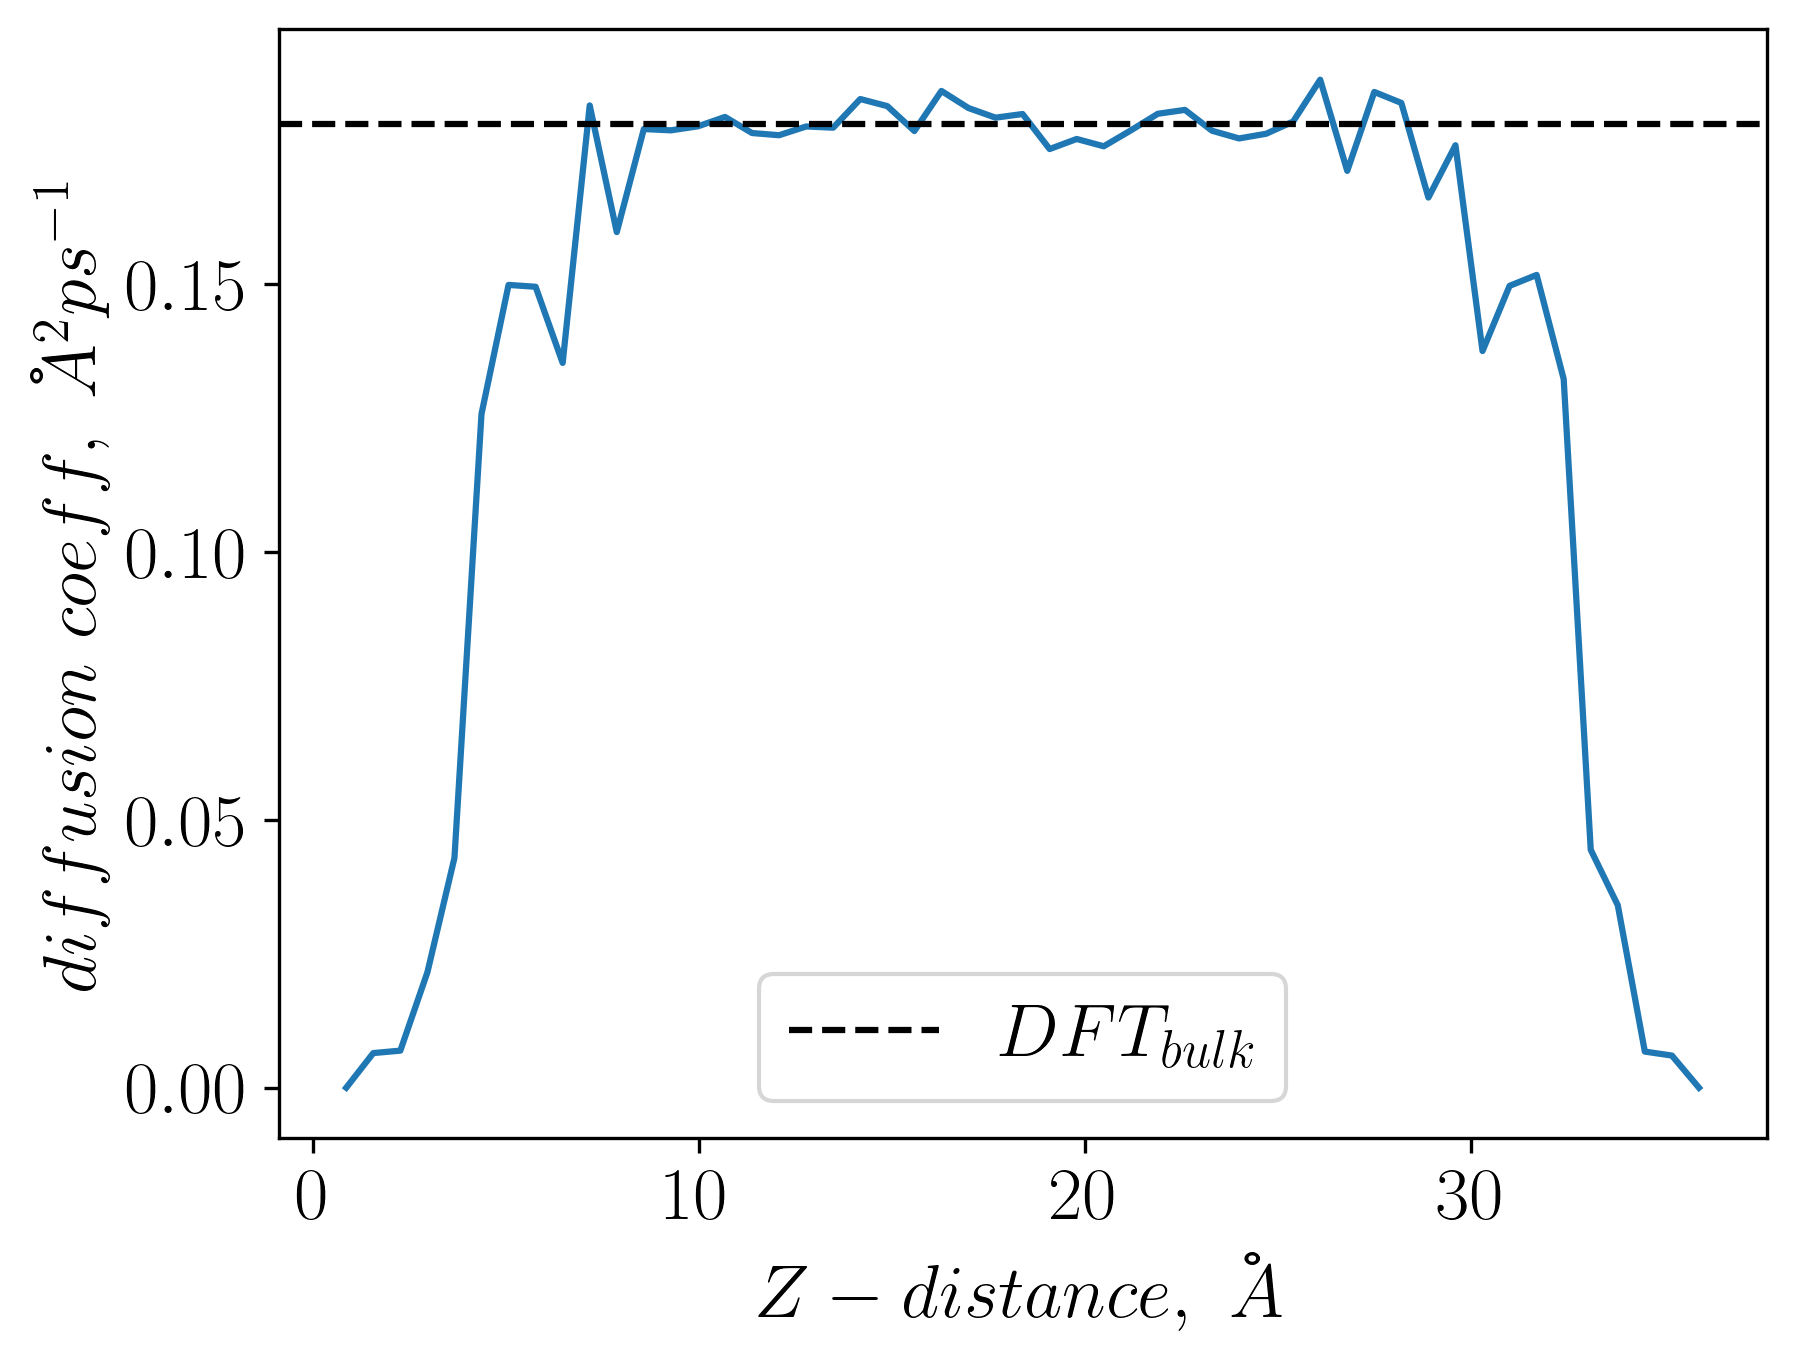 diffusion coeff, Å²ps⁻¹
0.15
0.10
0.05
0.00
DFT_bulk
0 10 20 30
Z − distance, Å